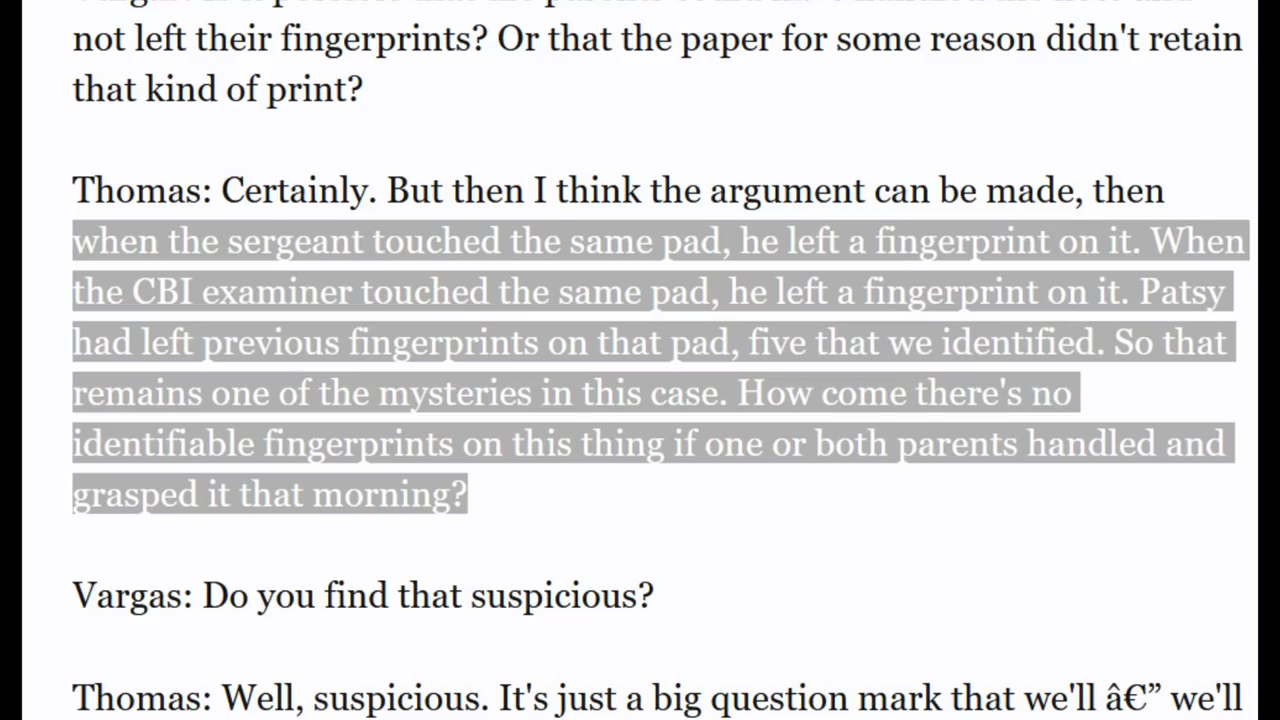 not left their fingerprints? Or that the paper for some reason didn't retain
that kind of print?
Thomas: Certainly. But then I think the argument can be made, then
when the sergeant touched the same pad, he left a fingerprint on it. When
the CBI examiner touched the same pad, he left a fingerprint on it. Patsy
had left previous fingerprints on that pad, five that we identified. So that
remains one of the mysteries in this case. How come there's no
identifiable fingerprints on this thing if one or both parents handled and
grasped it that morning?
Vargas: Do you find that suspicious?
Thomas: Well, suspicious. It's just a big question mark that we'll â€” we'll